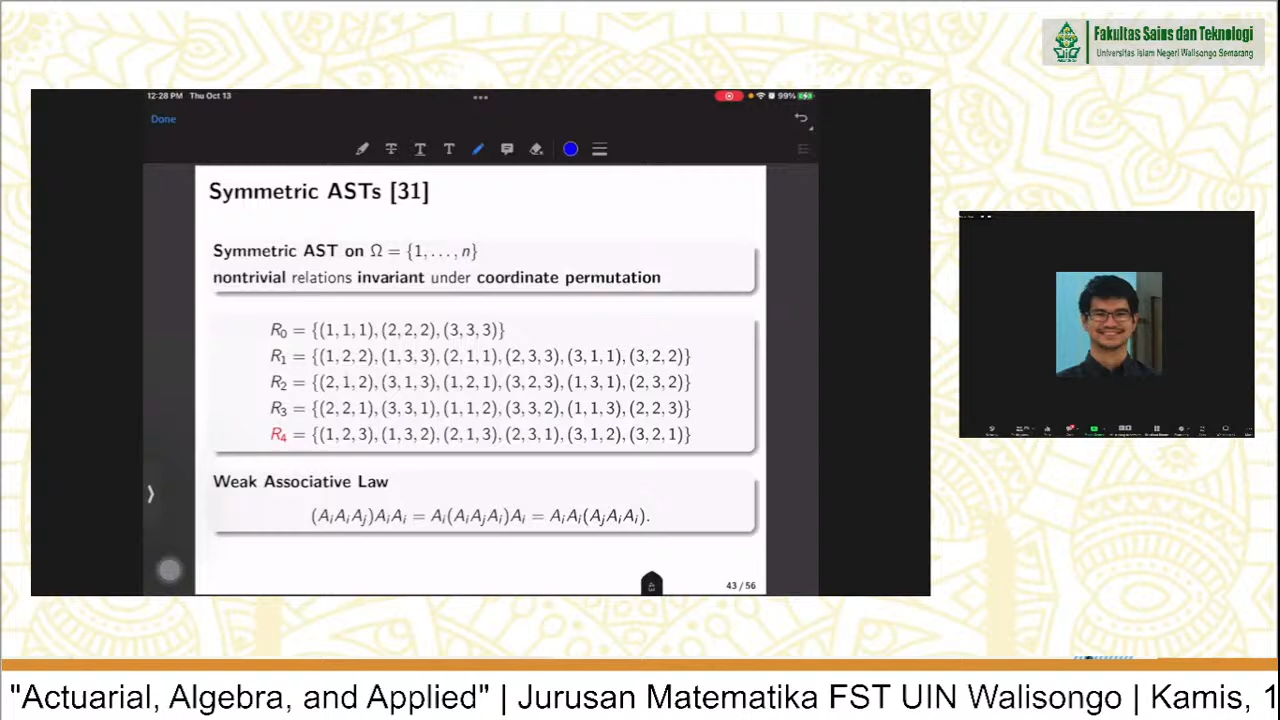 Fakultas Sains dan Teknologi
Universitas Islam Negeri Walisongo Semarang
12:28 PM Thu Oct 13
99%
Done
Symmetric ASTs [31]
Symmetric AST on Ω = {1, . . . , n}
nontrivial relations invariant under coordinate permutation
R₀ = {(1, 1, 1), (2, 2, 2), (3, 3, 3)}
R₁ = {(1, 2, 2), (1, 3, 3), (2, 1, 1), (2, 3, 3), (3, 1, 1), (3, 2, 2)}
R₂ = {(2, 1, 2), (3, 1, 3), (1, 2, 1), (3, 2, 3), (1, 3, 1), (2, 3, 2)}
R₃ = {(2, 2, 1), (3, 3, 1), (1, 1, 2), (3, 3, 2), (1, 1, 3), (2, 2, 3)}
R₄ = {(1, 2, 3), (1, 3, 2), (2, 1, 3), (2, 3, 1), (3, 1, 2), (3, 2, 1)}
Weak Associative Law
(AᵢAᵢAⱼ)AᵢAᵢ = Aᵢ(AᵢAⱼAᵢ)Aᵢ = AᵢAᵢ(AⱼAᵢAᵢ).
43 / 56
"Actuarial, Algebra, and Applied" | Jurusan Matematika FST UIN Walisongo | Kamis, 1